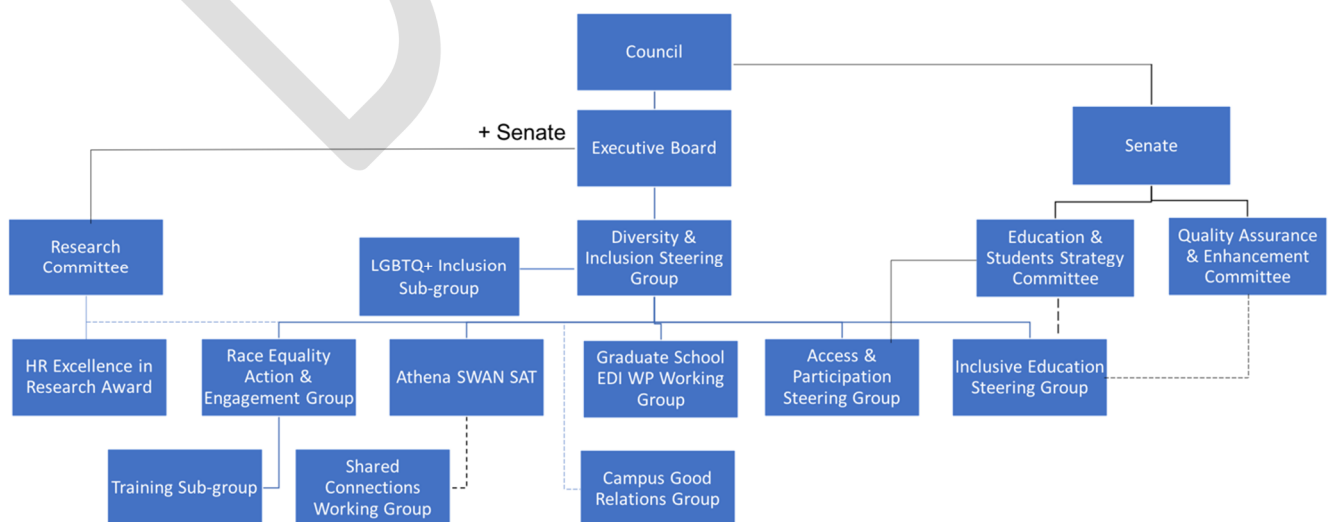 Council
+ Senate
Executive Board
Senate
Research
Committee
LGBTQ+ Inclusion
Sub-group
Diversity &
Inclusion Steering
Group
Education &
Students Strategy
Committee
Quality Assurance
& Enhancement
Committee
HR Excellence in
Research Award
Race Equality
Action &
Engagement Group
Athena SWAN SAT
Graduate School
EDI WP Working
Group
Access &
Participation
Steering Group
Inclusive Education
Steering Group
Training Sub-group
Shared
Connections
Working Group
Campus Good
Relations Group